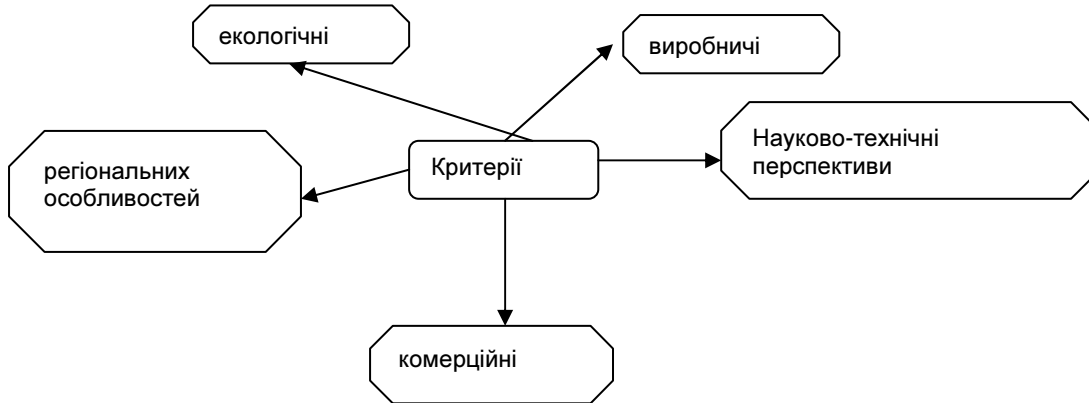 екологічні
виробничі
Науково-технічні
перспективи
Критерії
регіональних
особливостей
комерційні